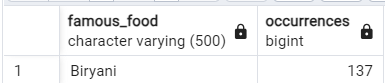 famous_food occurrences
character varying (500) bigint
1 Biryani 137